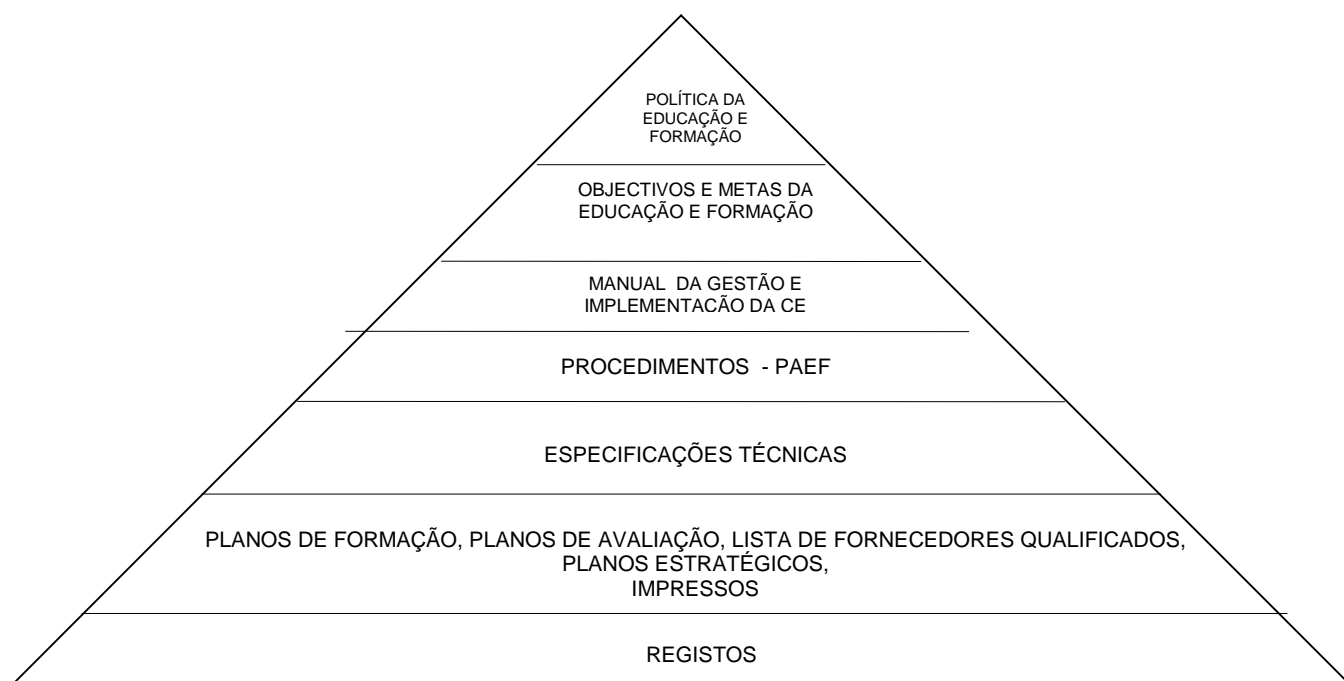 POLÍTICA DA
EDUCAÇÃO E
FORMAÇÃO
OBJECTIVOS E METAS DA
EDUCAÇÃO E FORMAÇÃO
MANUAL DA GESTÃO E
IMPLEMENTACÃO DA CE
PROCEDIMENTOS - PAEF
ESPECIFICAÇÕES TÉCNICAS
PLANOS DE FORMAÇÃO, PLANOS DE AVALIAÇÃO, LISTA DE FORNECEDORES QUALIFICADOS,
PLANOS ESTRATÉGICOS,
IMPRESSOS
REGISTOS